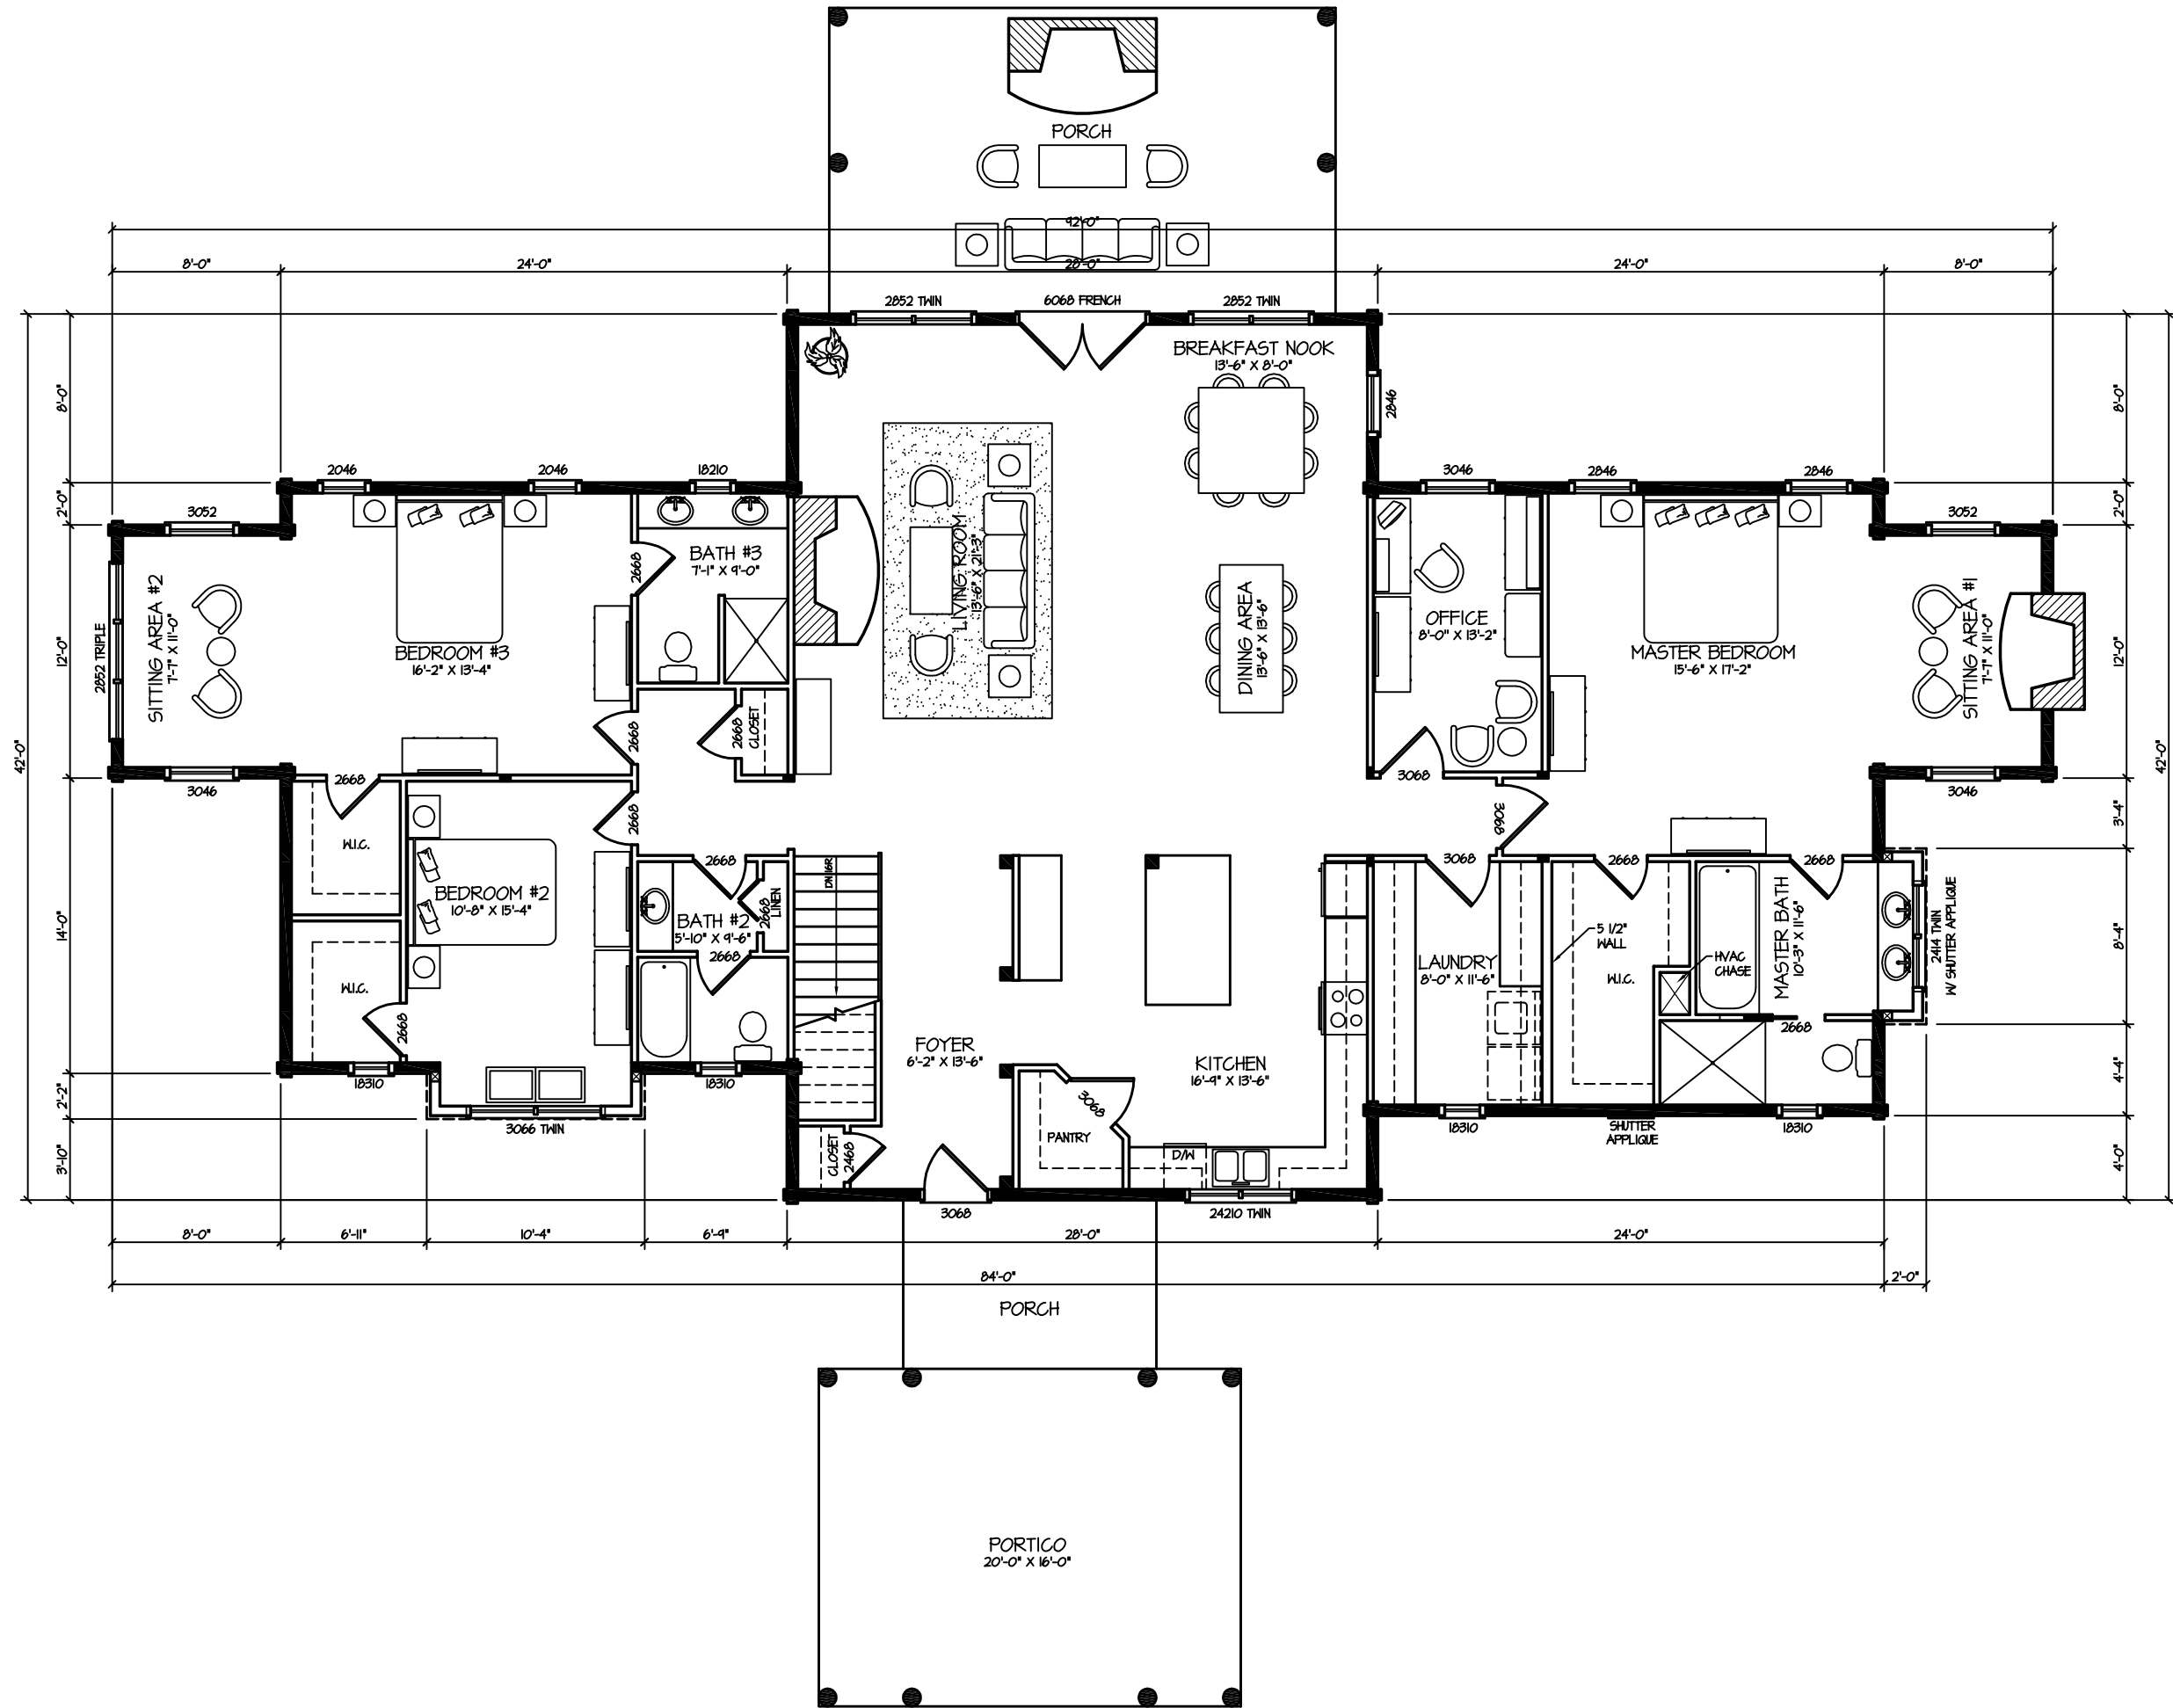 PORCH
92'-0"
8'-0"
24'-0"
28'-0"
24'-0"
8'-0"
2852 TWIN
6068 FRENCH
2852 TWIN
BREAKFAST NOOK
13'-6" X 8'-0"
2846
8'-0"
8'-0"
2046
2046
18210
3046
2846
2846
2'-0"
2'-0"
3052
3052
BATH #3
7'-1" X 9'-0"
2668
LIVING ROOM
13'-6" X 21'-3"
DINING AREA
13'-6" X 13'-6"
OFFICE
8'-0" X 13'-2"
2852 TRIPLE
SITTING AREA #2
7'-7" X 11'-0"
BEDROOM #3
16'-2" X 13'-4"
MASTER BEDROOM
15'-6" X 17'-2"
SITTING AREA #1
7'-7" X 11'-0"
12'-0"
12'-0"
2668
2668
CLOSET
42'-0"
42'-0"
3046
2668
3068
3046
2668
3068
3'-4"
W.I.C.
2668
DN 16R
3068
2668
2668
BEDROOM #2
10'-8" X 15'-4"
BATH #2
5'-10" X 9'-6"
2668
LINEN
2668
5 1/2"
WALL
LAUNDRY
8'-0" X 11'-6"
W.I.C.
HVAC
CHASE
MASTER BATH
10'-3" X 11'-6"
2414 TWIN
W/ SHUTTER APPLIQUE
14'-0"
8'-4"
W.I.C.
2668
2668
FOYER
6'-2" X 13'-6"
KITCHEN
16'-9" X 13'-6"
18310
18310
2'-2"
4'-4"
3066 TWIN
3068
PANTRY
18310
SHUTTER
APPLIQUE
18310
3'-10"
CLOSET
2468
D/W
4'-0"
3068
24210 TWIN
8'-0"
6'-11"
10'-4"
6'-9"
28'-0"
24'-0"
84'-0"
2'-0"
PORCH
PORTICO
20'-0" X 16'-0"